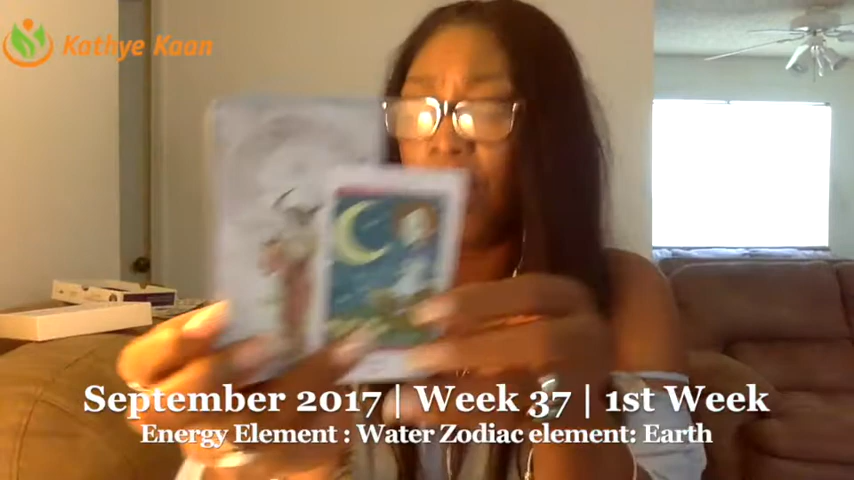 Kathye Kaan
September 2017 | Week 37 | 1st Week
Energy Element : Water Zodiac element: Earth